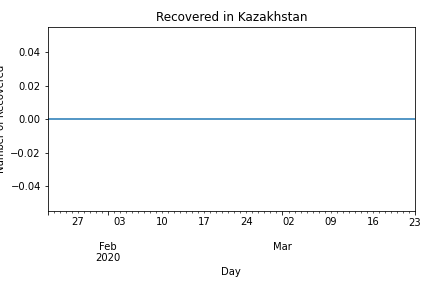 Recovered in Kazakhstan
Number of Recovered
0.04
0.02
0.00
−0.02
−0.04
27 03 10 17 24 02 09 16 23
Feb Mar
2020
Day